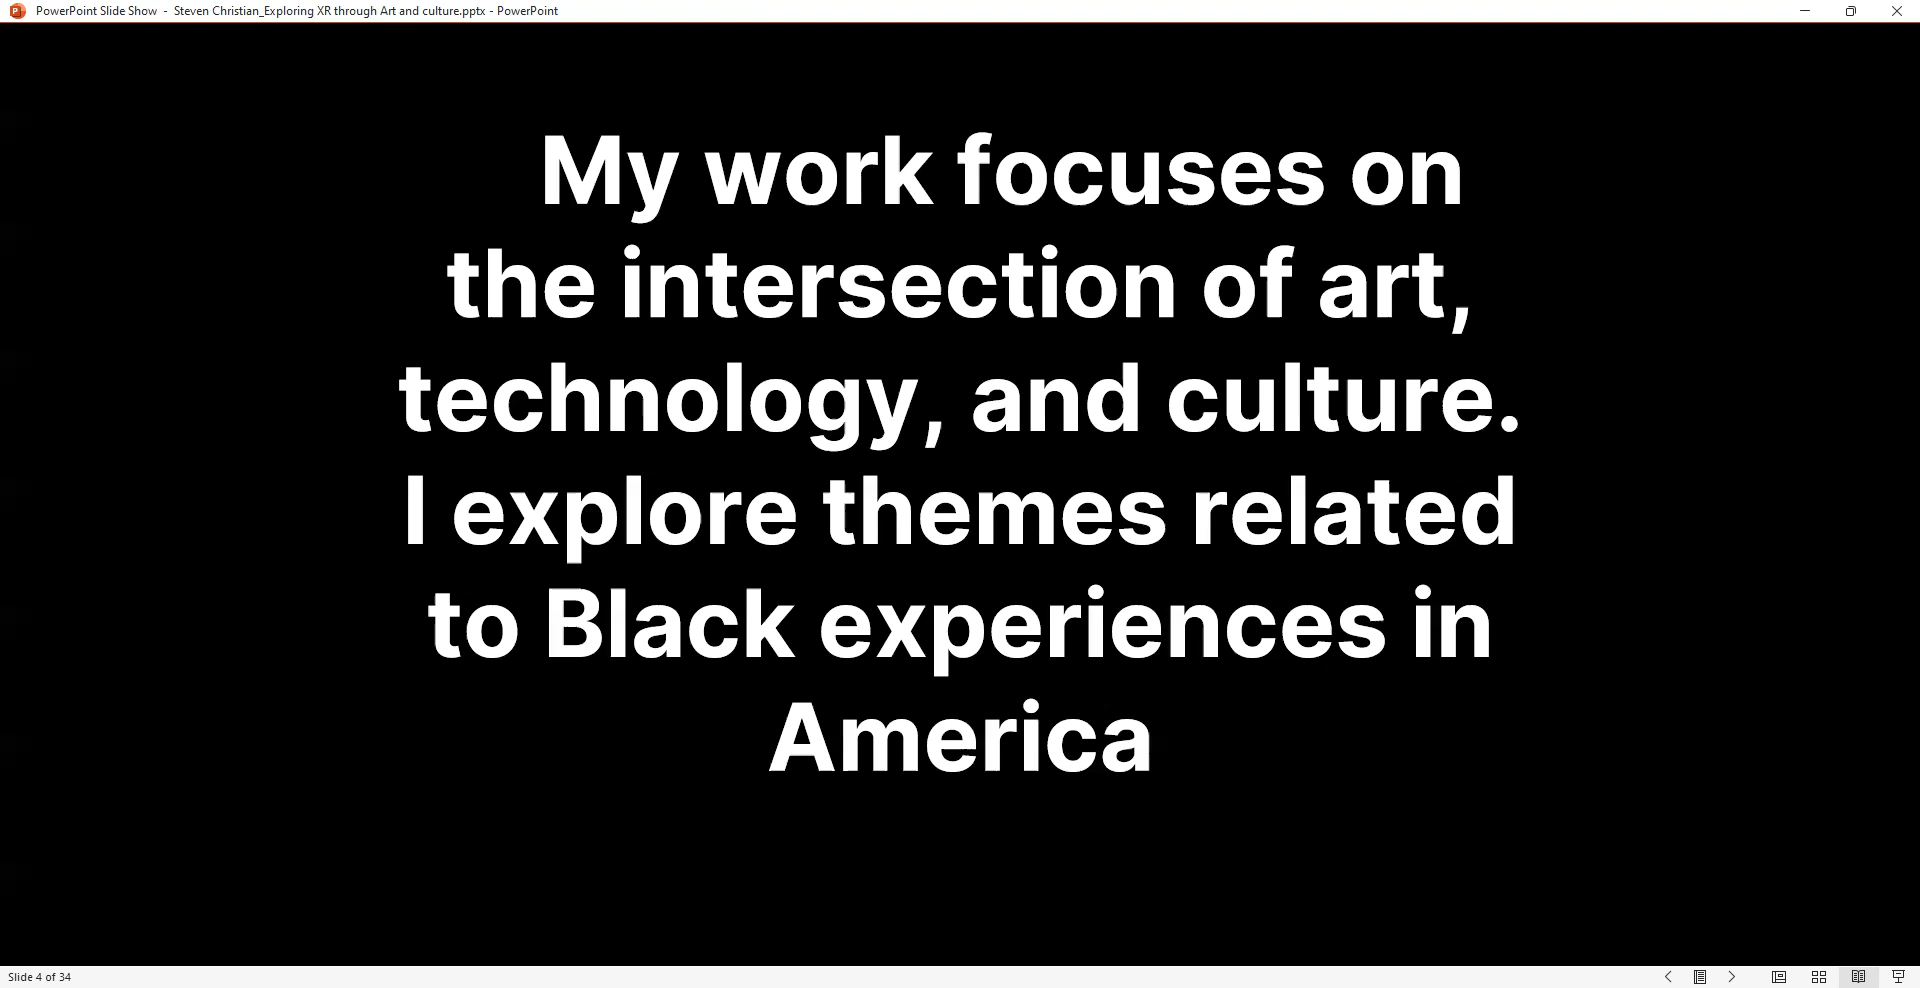 PowerPoint Slide Show - Steven Christian_Exploring XR through Art and culture.pptx - PowerPoint
My work focuses on
the intersection of art,
technology, and culture.
I explore themes related
to Black experiences in
America
Slide 4 of 34